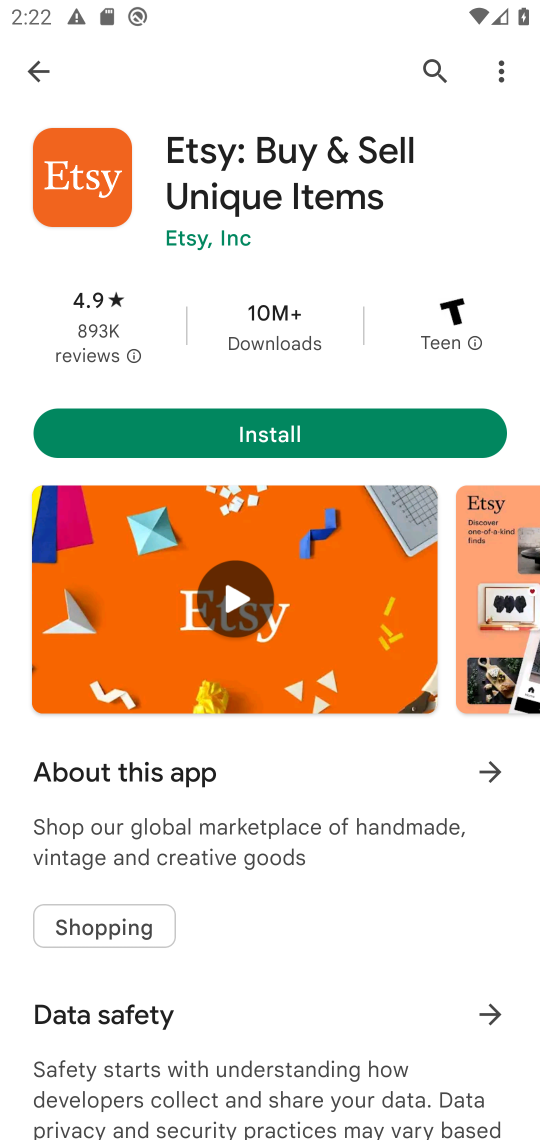 2:22
Etsy
Etsy: Buy & Sell
Unique Items
Etsy, Inc
4.9★
893K
reviews
10M+
Downloads
Teen
Install
Etsy
Etsy
Discover
one-of-a-kind
finds
About this app
Shop our global marketplace of handmade,
vintage and creative goods
Shopping
Data safety
Safety starts with understanding how
developers collect and share your data. Data
privacy and security practices may vary based